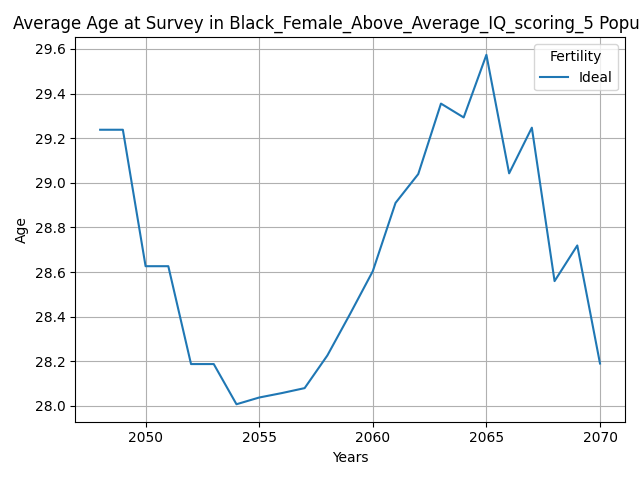 Average Age at Survey in Black_Female_Above_Average_IQ_scoring_5 Popu
Fertility
Ideal
29.6
29.4
29.2
29.0
28.8
28.6
28.4
28.2
28.0
Age
2050 2055 2060 2065 2070
Years